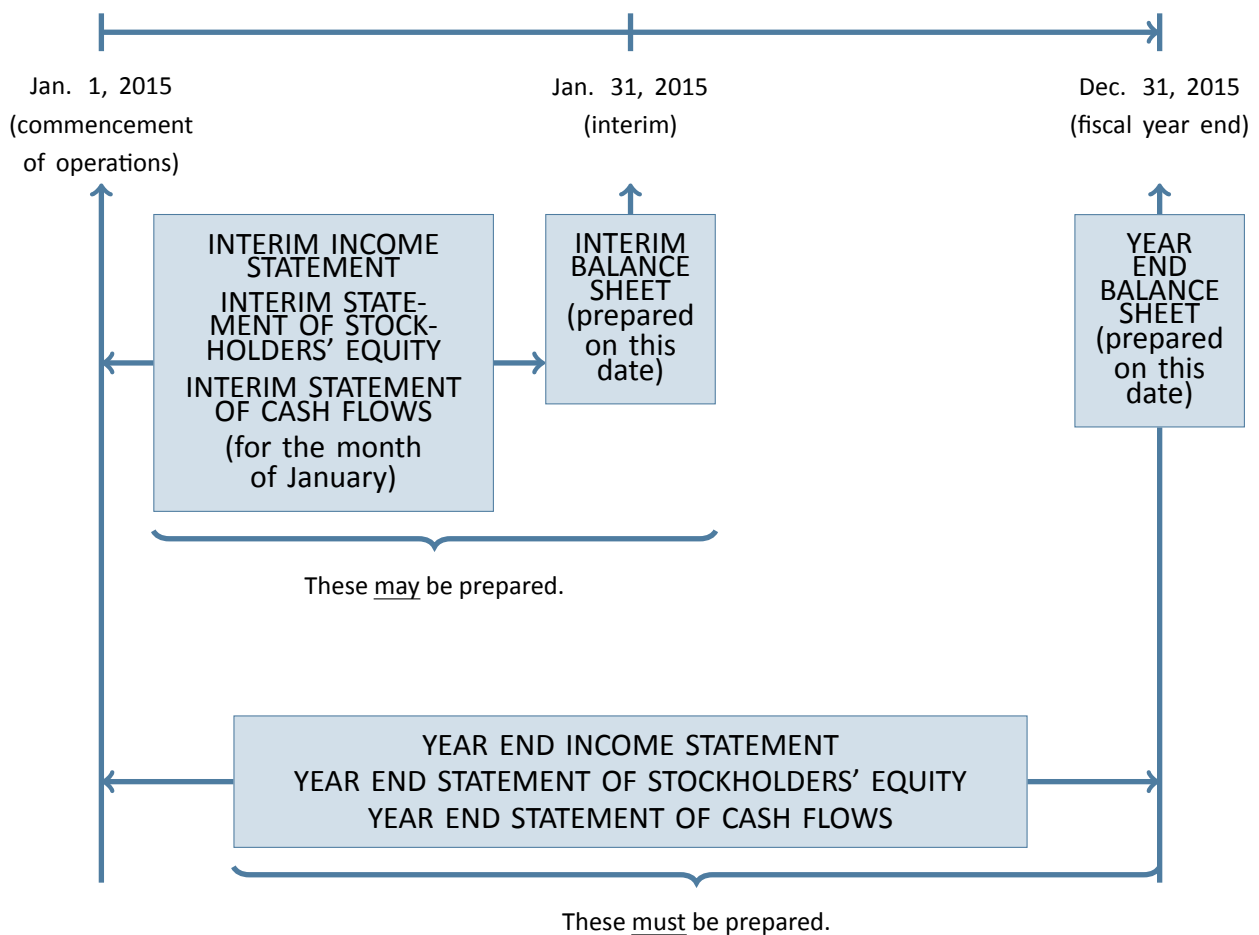 Jan. 1, 2015
(commencement
of operations)
Jan. 31, 2015
(interim)
Dec. 31, 2015
(fiscal year end)
INTERIM INCOME
STATEMENT
INTERIM STATE-
MENT OF STOCK-
HOLDERS' EQUITY
INTERIM STATEMENT
OF CASH FLOWS
(for the month
of January)
INTERIM
BALANCE
SHEET
(prepared
on this
date)
YEAR
END
BALANCE
SHEET
(prepared
on this
date)
These may be prepared.
YEAR END INCOME STATEMENT
YEAR END STATEMENT OF STOCKHOLDERS' EQUITY
YEAR END STATEMENT OF CASH FLOWS
These must be prepared.